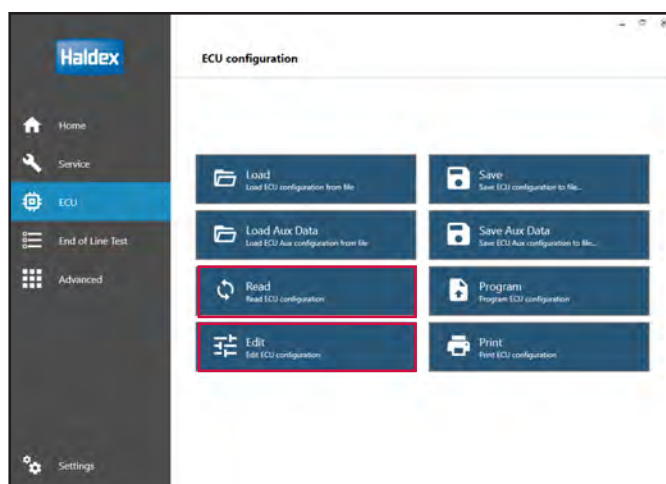 Haldex
ECU configuration
Home
Service
ECU
End of Line Test
Advanced
Settings
Load
Load ECU configuration from file
Save
Save ECU configuration to file...
Load Aux Data
Load ECU Aux configuration from file
Save Aux Data
Save ECU Aux configuration to file...
Read
Read ECU configuration
Program
Program ECU configuration
Edit
Edit ECU configuration
Print
Print ECU configuration